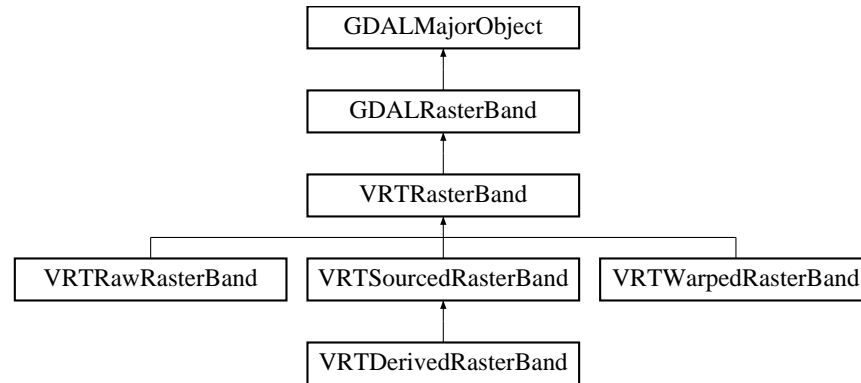 GDALMajorObject
GDALRasterBand
VRTRasterBand
VRTRawRasterBand
VRTSourcedRasterBand
VRTWarpedRasterBand
VRTDerivedRasterBand